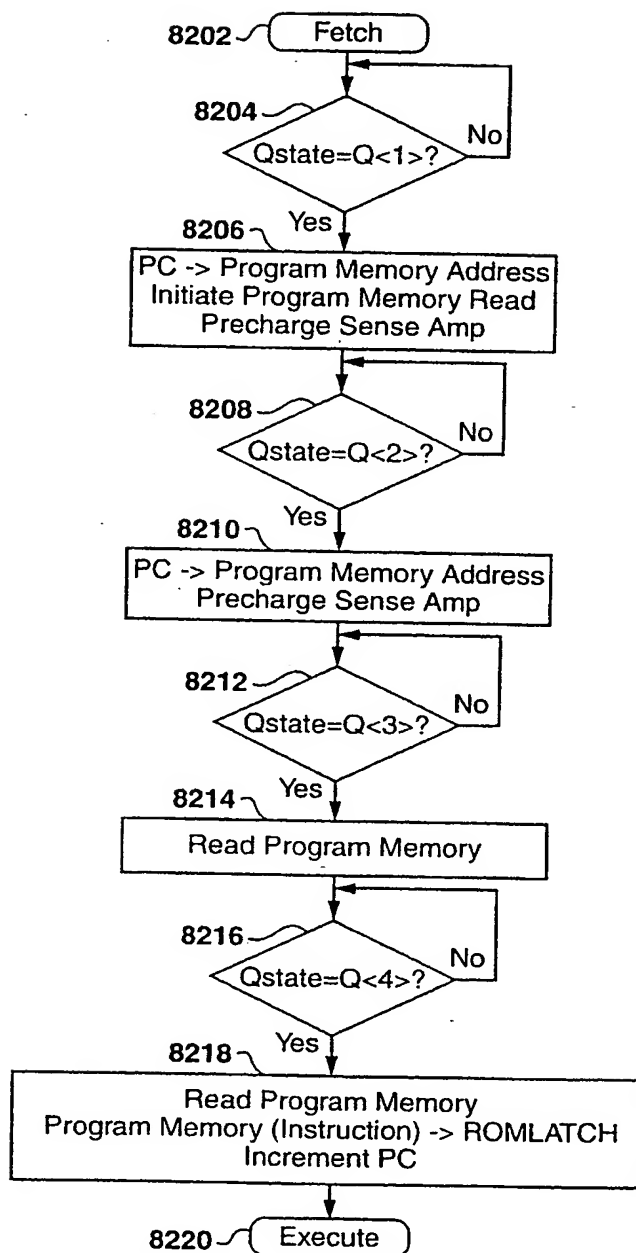 8202 Fetch
8204
Qstate=Q<1>? No
Yes
8206
PC -> Program Memory Address
Initiate Program Memory Read
Precharge Sense Amp
8208
Qstate=Q<2>? No
Yes
8210
PC -> Program Memory Address
Precharge Sense Amp
8212
Qstate=Q<3>? No
Yes
8214
Read Program Memory
8216
Qstate=Q<4>? No
Yes
8218
Read Program Memory
Program Memory (Instruction) -> ROMLATCH
Increment PC
8220 Execute